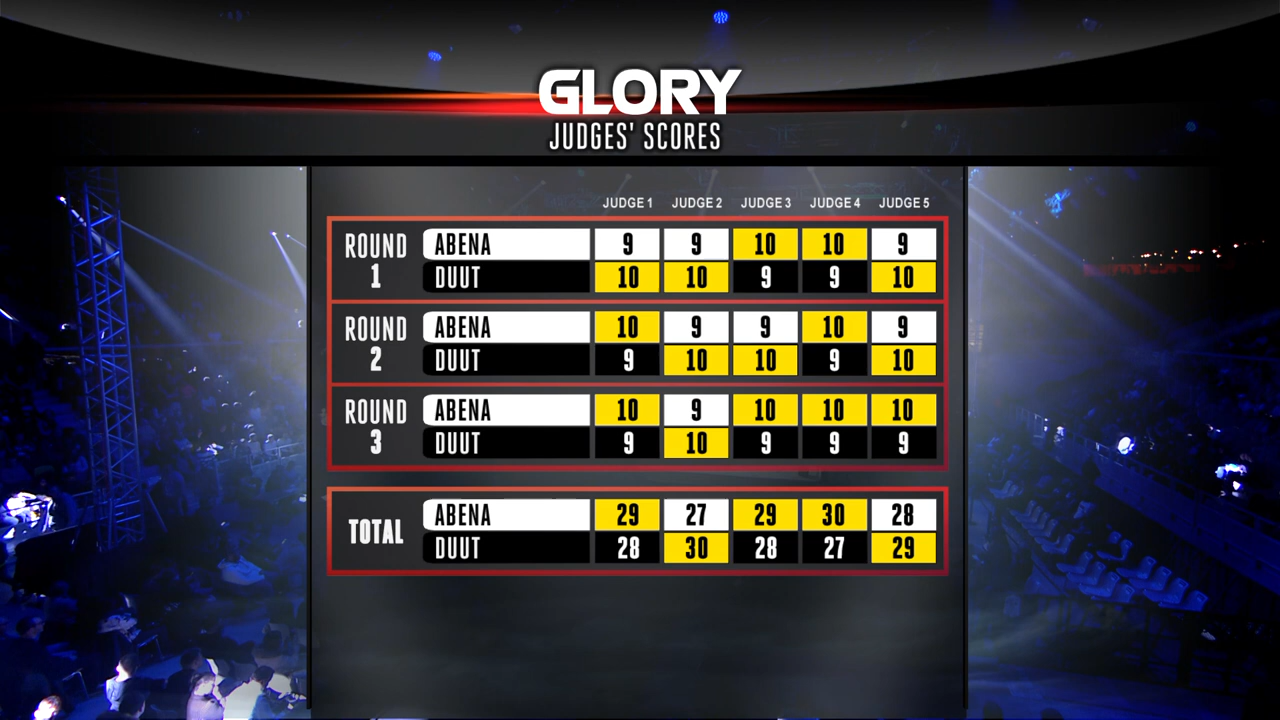 GLORY
JUDGES' SCORES
JUDGE 1 JUDGE 2 JUDGE 3 JUDGE 4 JUDGE 5
ROUND 1
ABENA 9 9 10 10 9
DUUT 10 10 9 9 10
ROUND 2
ABENA 10 9 9 10 9
DUUT 9 10 10 9 10
ROUND 3
ABENA 10 9 10 10 10
DUUT 9 10 9 9 9
TOTAL
ABENA 29 27 29 30 28
DUUT 28 30 28 27 29